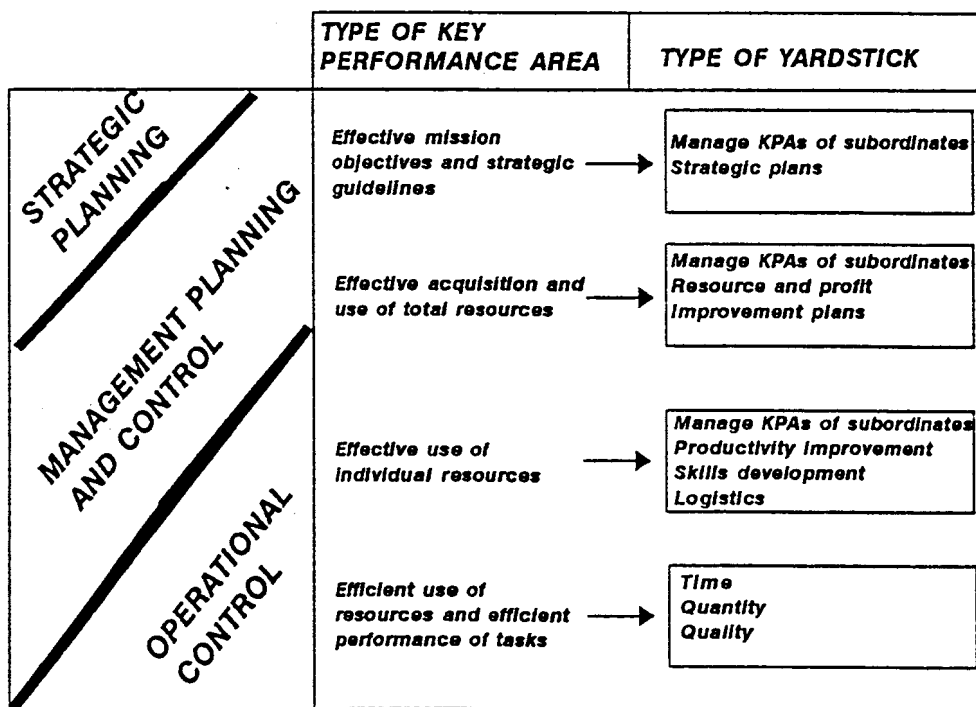 TYPE OF KEY
PERFORMANCE AREA
TYPE OF YARDSTICK
STRATEGIC
PLANNING
MANAGEMENT PLANNING
AND CONTROL
OPERATIONAL
CONTROL
Effective mission
objectives and strategic
guidelines
Manage KPAs of subordinates
Strategic plans
Effective acquisition and
use of total resources
Manage KPAs of subordinates
Resource and profit
Improvement plans
Effective use of
individual resources
Manage KPAs of subordinates
Productivity improvement
Skills development
Logistics
Efficient use of
resources and efficient
performance of tasks
Time
Quantity
Quality